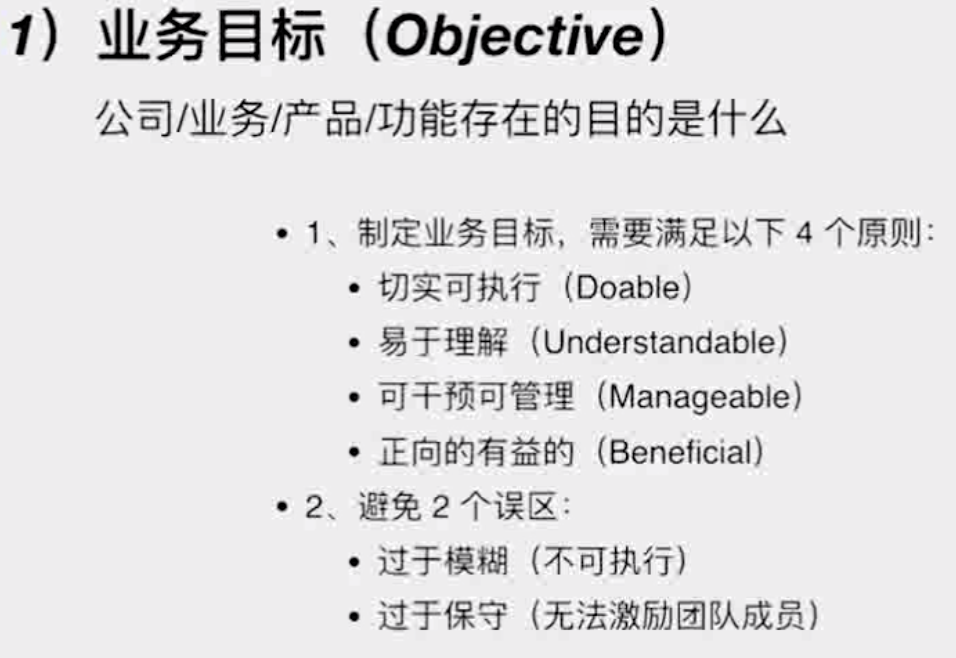 1）业务目标（Objective）
公司/业务/产品/功能存在的目的是什么
• 1、制定业务目标，需要满足以下 4 个原则：
• 切实可执行（Doable）
• 易于理解（Understandable）
• 可干预可管理（Manageable）
• 正向的有益的（Beneficial）
• 2、避免 2 个误区：
• 过于模糊（不可执行）
• 过于保守（无法激励团队成员）